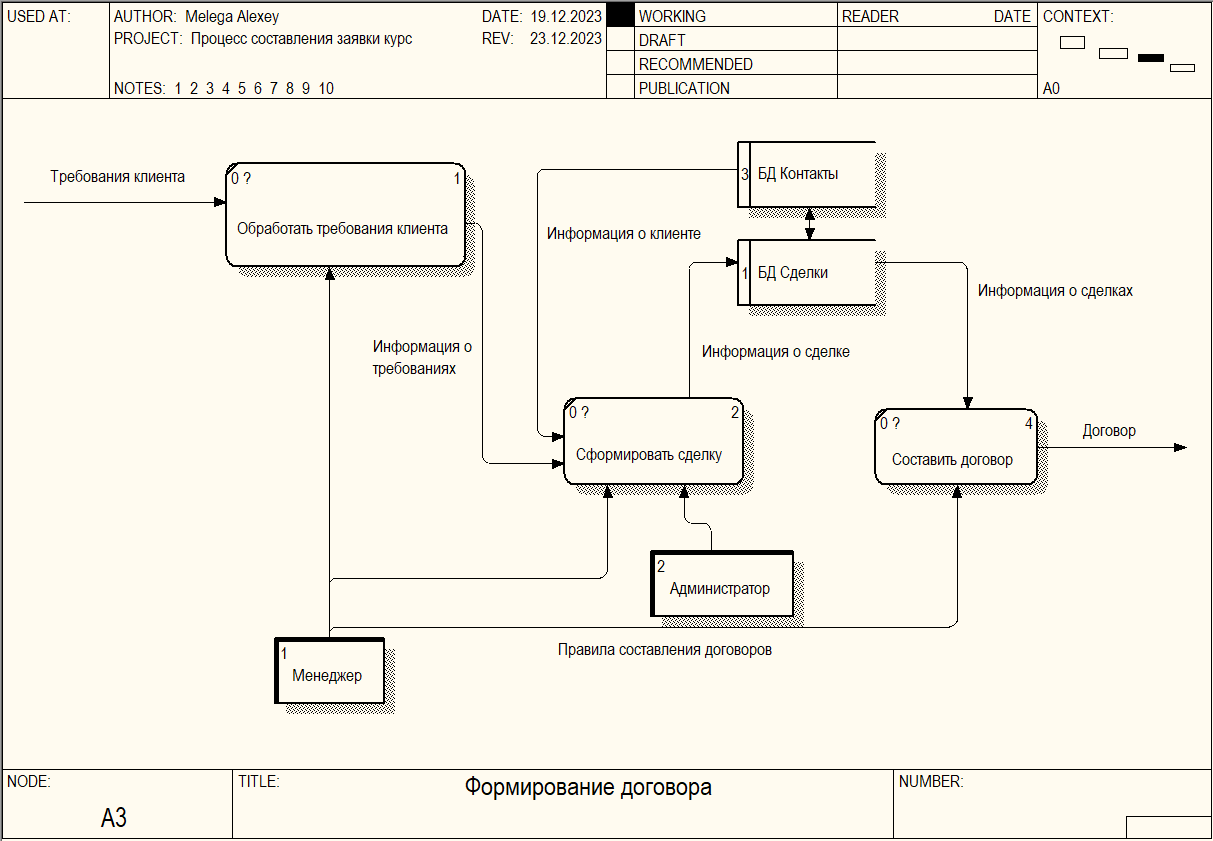 USED AT:
AUTHOR: Melega Alexey
DATE: 19.12.2023
PROJECT: Процесс составления заявки курс
REV: 23.12.2023
NOTES: 1 2 3 4 5 6 7 8 9 10
WORKING
DRAFT
RECOMMENDED
PUBLICATION
READER DATE
CONTEXT:
A0
Требования клиента
0 ? 1
Обработать требования клиента
3 БД Контакты
Информация о клиенте
1 БД Сделки
Информация о сделках
Информация о
требованиях
Информация о сделке
0 ? 2
Сформировать сделку
0 ? 4
Составить договор
Договор
2
Администратор
Правила составления договоров
1
Менеджер
NODE:
A3
TITLE:
Формирование договора
NUMBER: